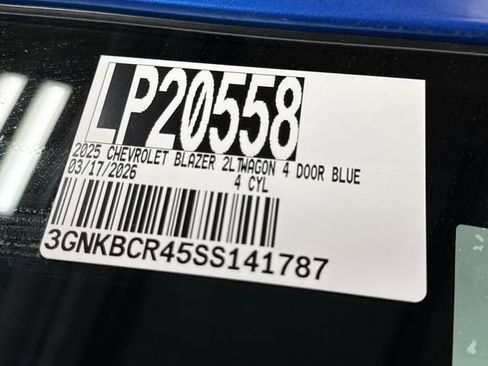 LP20558
2025 CHEVROLET BLAZER 2LTWAGON 4 DOOR BLUE
03/17/2026 4 CYL
3GNKBCR45SS141787